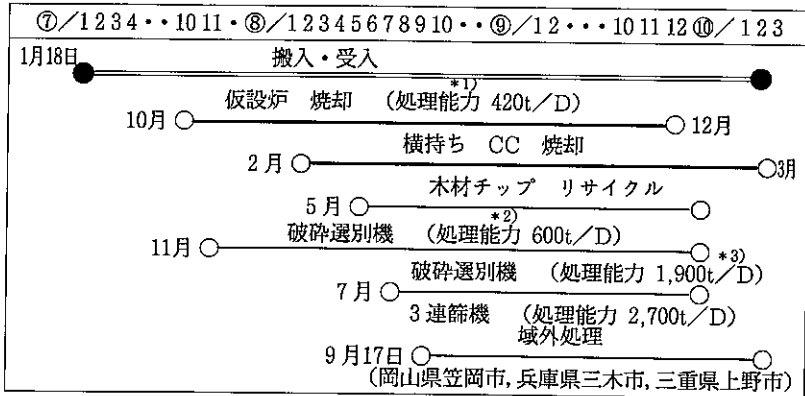 ⑦／1 2 3 4・・10 11・⑧／1 2 3 4 5 6 7 8 9 10・・⑨／1 2・・・10 11 12 ⑩／1 2 3
1月18日 搬入・受入
仮設炉 焼却 （処理能力 420t／D）*1)
10月 12月
横持ち CC 焼却
2月 3月
木材チップ リサイクル
5月
破砕選別機 （処理能力 600t／D）*2)
11月
破砕選別機 （処理能力 1,900t／D）*3)
7月
3連篩機 （処理能力 2,700t／D）
域外処理
9月17日
（岡山県笠岡市，兵庫県三木市，三重県上野市）